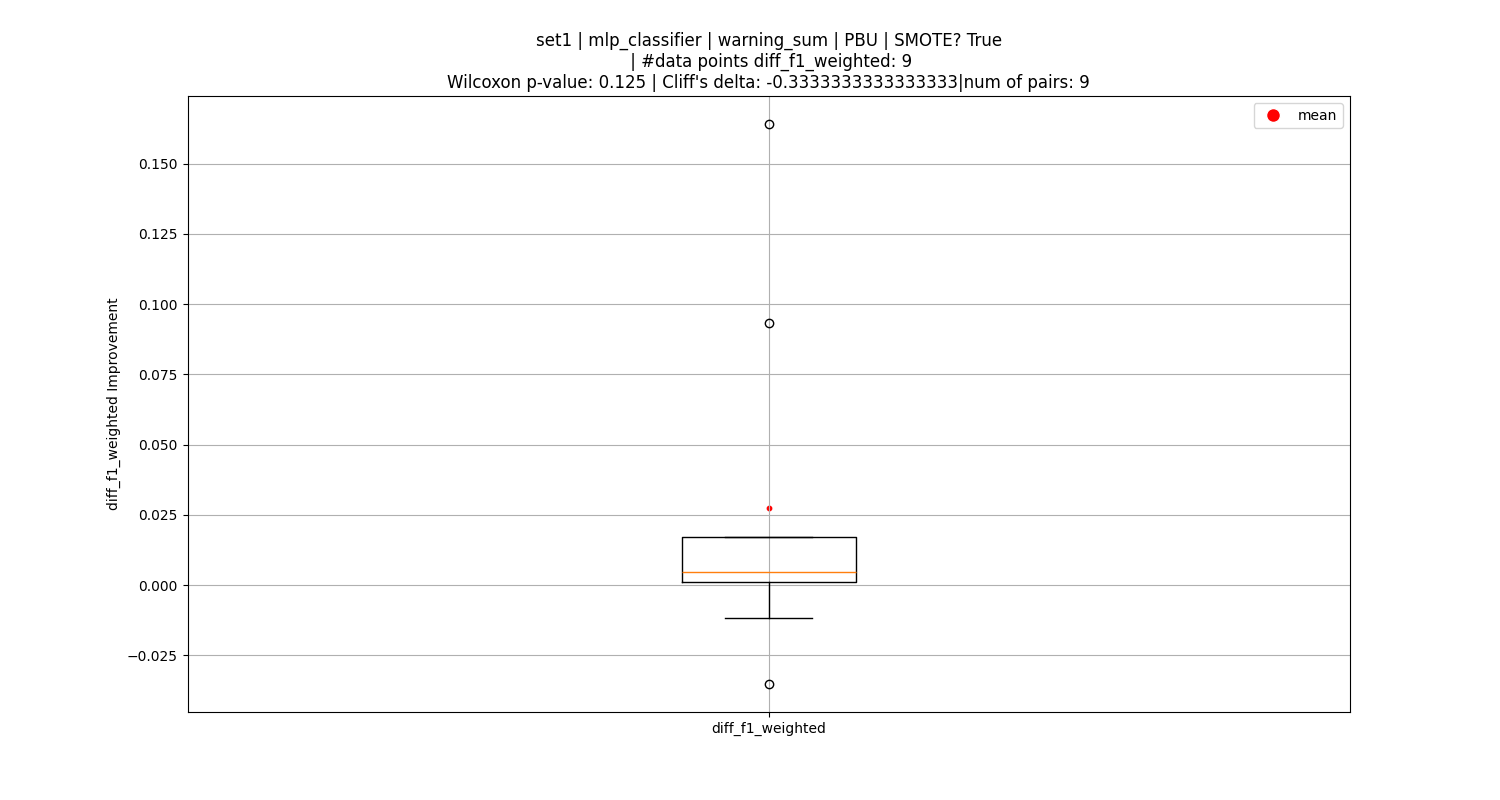 set1 | mlp_classifier | warning_sum | PBU | SMOTE? True
| #data points diff_f1_weighted: 9
Wilcoxon p-value: 0.125 | Cliff's delta: -0.3333333333333333|num of pairs: 9
mean
0.150
0.125
0.100
0.075
0.050
0.025
0.000
−0.025
diff_f1_weighted Improvement
diff_f1_weighted